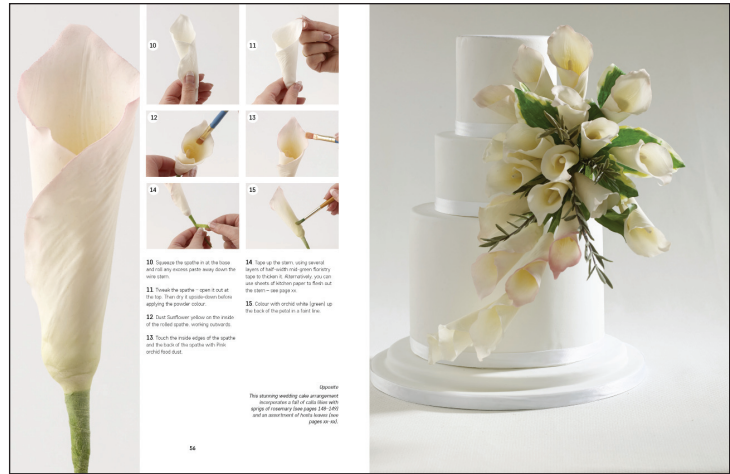 10
11
12
13
14
15
10 Squeeze the spathe in at the base
and roll any excess paste away down the
wire stem.
11 Tweak the spathe – open it out at
the top. Then dry it upside-down before
applying the powder colour.
12 Dust Sunflower yellow on the inside
of the rolled spathe, working outwards.
13 Touch the inside edges of the spathe
and the back of the spathe with Pink
orchid food dust.
14 Tape up the stem, using several
layers of half-width mid-green floristry
tape to thicken it. Alternatively, you can
use sheets of kitchen paper to flesh out
the stem – see page xx.
15 Colour with orchid white (green) up
the back of the petal in a faint line.
Opposite
This stunning wedding cake arrangement
incorporates a fall of calla lilies with
sprigs of rosemary (see pages 148–149)
and an assortment of hosta leaves (see
pages xx–xx).
56